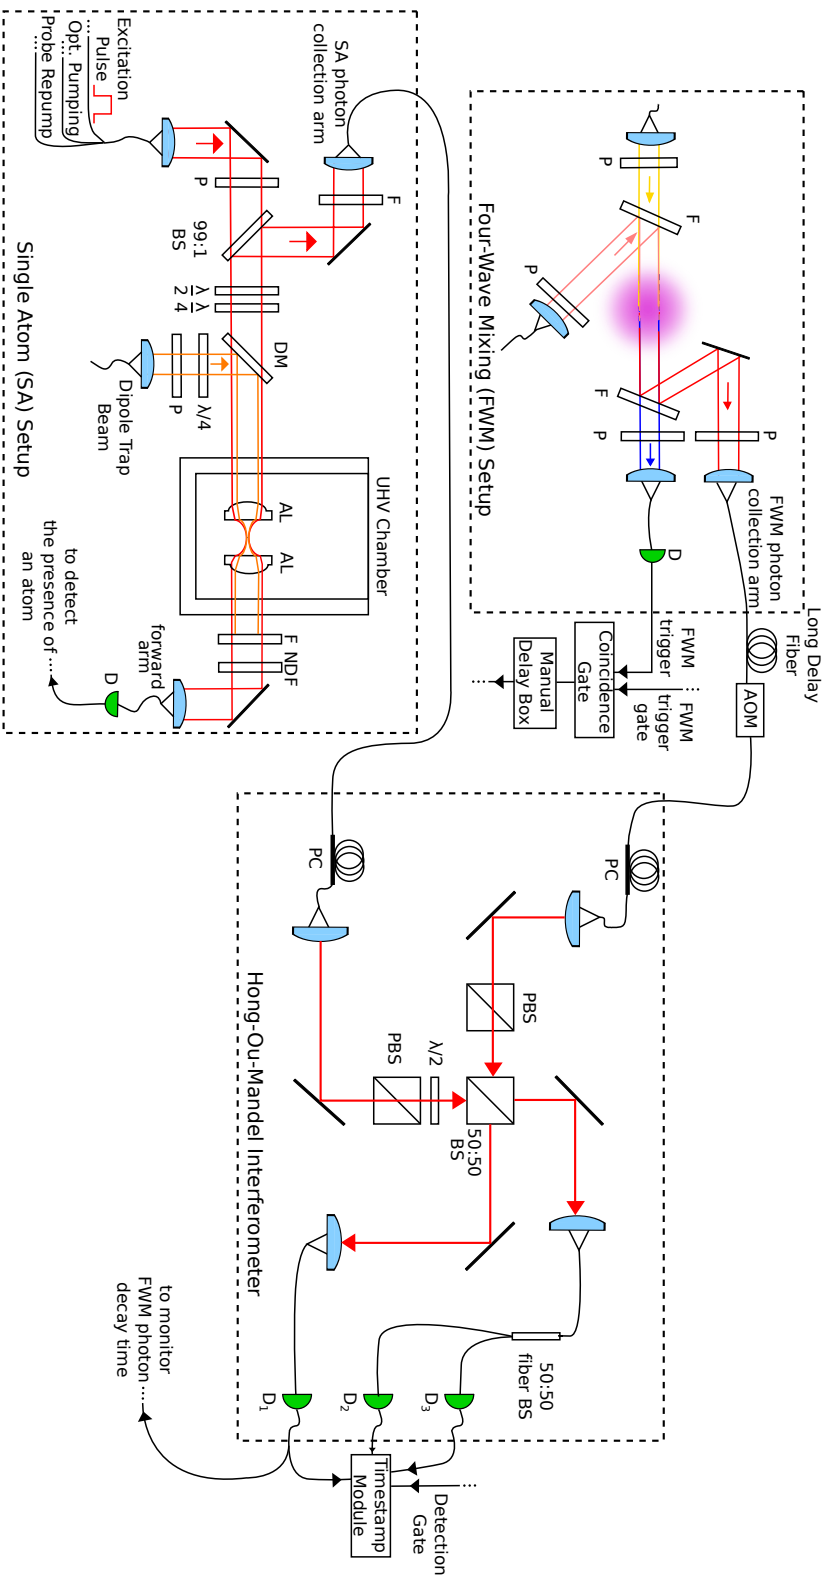 Four-Wave Mixing (FWM) Setup
P
F
P
F
P
P
FWM photon
collection arm
D
Long Delay
Fiber
AOM
FWM
trigger
FWM
trigger
gate
Coincidence
Gate
Manual
Delay Box
Single Atom (SA) Setup
Excitation
Pulse
Opt. Pumping
Probe Repump
SA photon
collection arm
F
P
99:1
BS
λ
2
λ
4
DM
λ/4
P
Dipole Trap
Beam
UHV Chamber
AL
AL
F
NDF
forward
arm
D
to detect
the presence of
an atom
Hong-Ou-Mandel Interferometer
PC
PC
PBS
PBS
λ/2
50:50
BS
50:50
fiber BS
D1
D2
D3
Timestamp
Module
Detection
Gate
to monitor
FWM photon
decay time